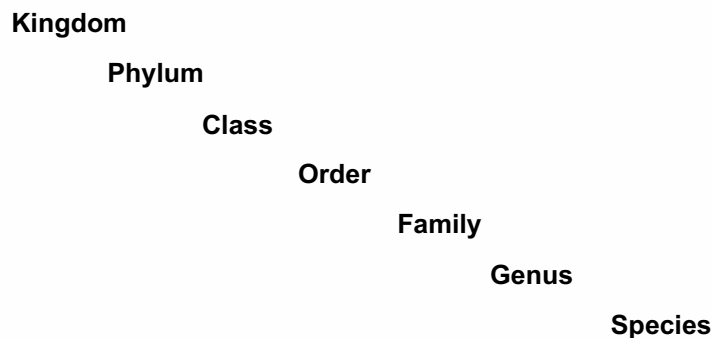 Kingdom
Phylum
Class
Order
Family
Genus
Species